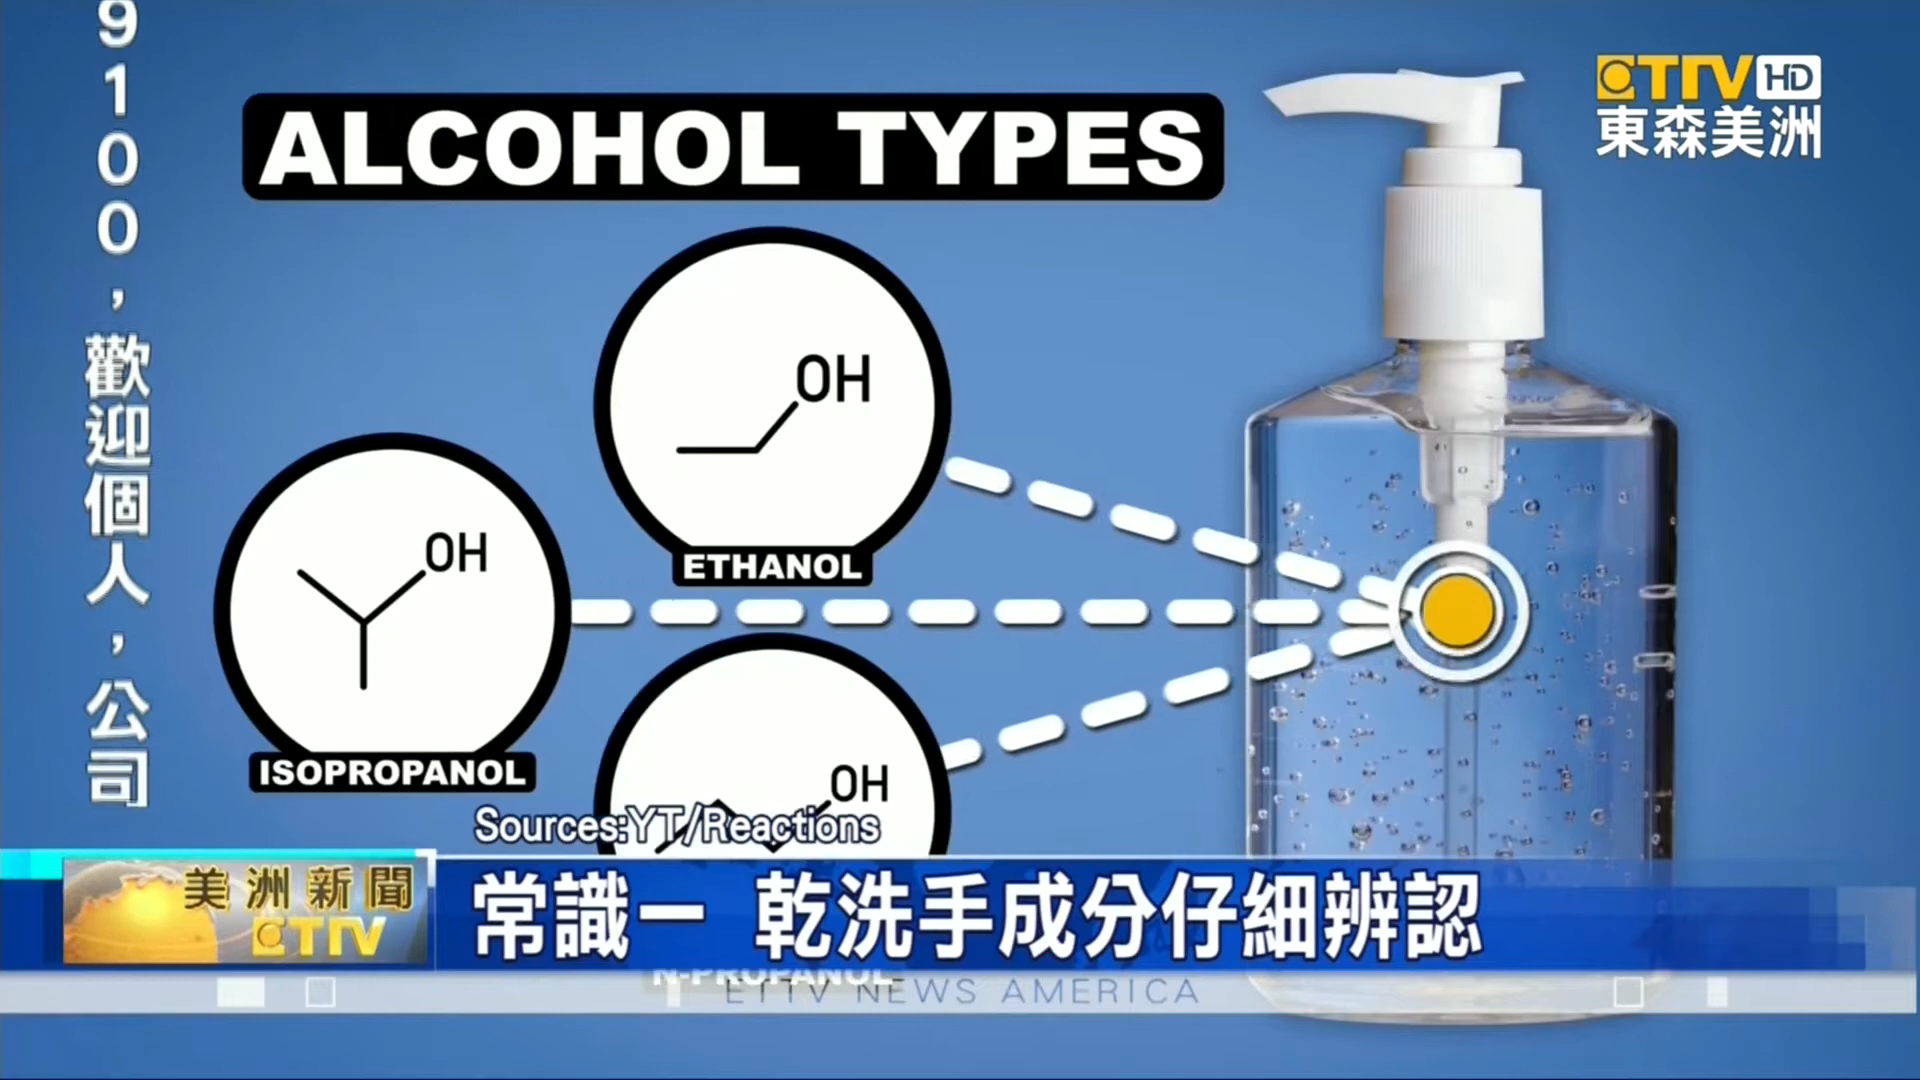 9100，歡迎個人，公司
ALCOHOL TYPES
ETTV HD
東森美洲
OH
ETHANOL
OH
ISOPROPANOL
OH
Sources:YT/Reactions
美洲新聞
ETTV
常識一 乾洗手成分仔細辨認
N-PROPANOL
ETTV NEWS AMERICA